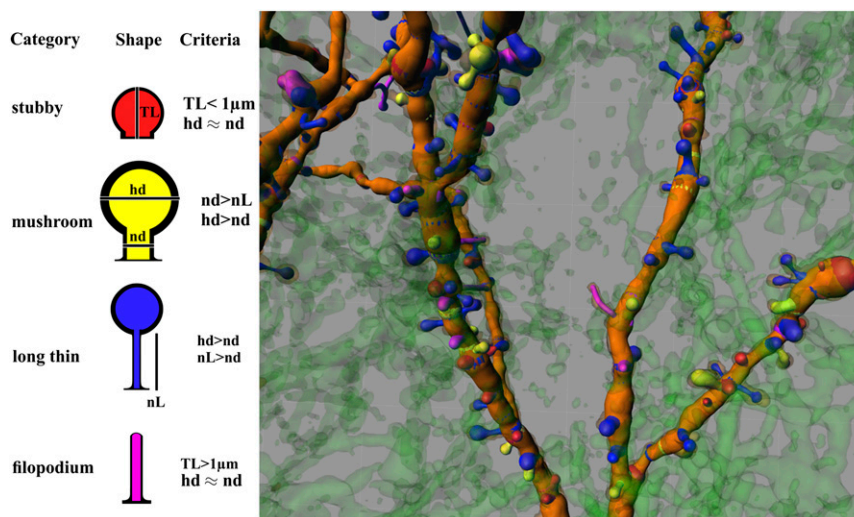 Category Shape Criteria
stubby TL TL< 1µm
hd ≈ nd
hd
mushroom nd>nL
hd>nd
nd
long thin hd>nd
nL>nd
nL
filopodium TL>1µm
hd ≈ nd